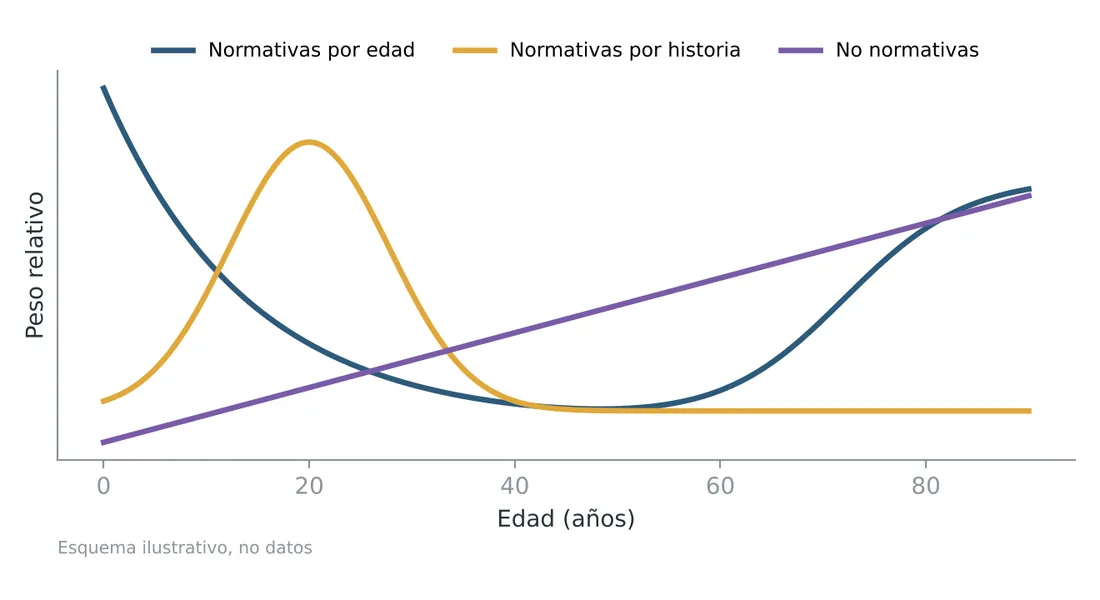 Normativas por edad Normativas por historia No normativas
Peso relativo
0 20 40 60 80
Edad (años)
Esquema ilustrativo, no datos